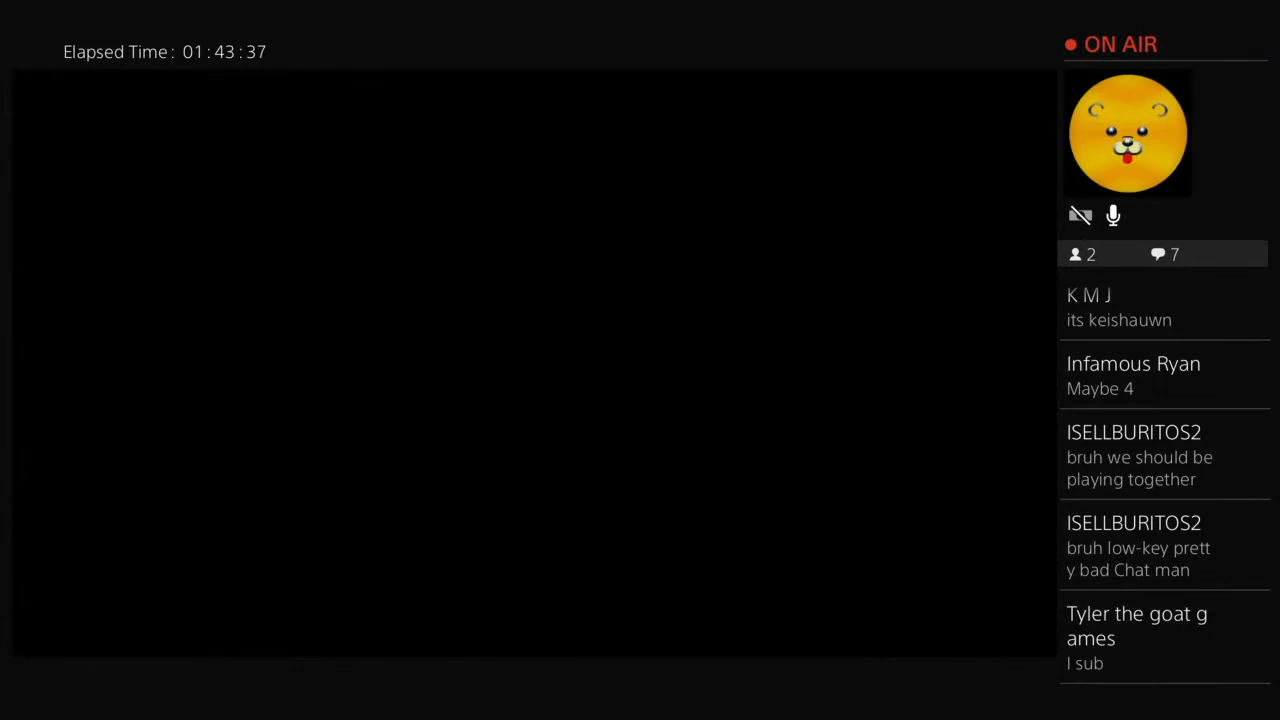 Elapsed Time: 01:43:37
ON AIR
2 7
K M J
its keishauwn
Infamous Ryan
Maybe 4
ISELLBURITOS2
bruh we should be
playing together
ISELLBURITOS2
bruh low-key prett
y bad Chat man
Tyler the goat g
ames
I sub